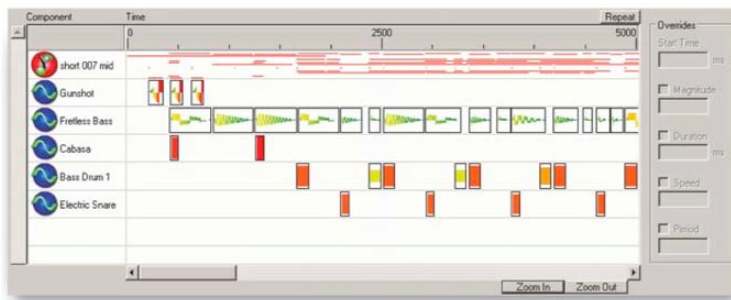 Component Time Repeat
0 2500 5000
short 007 mid
Gunshot
Fretless Bass
Cabasa
Bass Drum 1
Electric Snare
Zoom In Zoom Out
Overrides
Start Time
ms
Magnitude
Duration
ms
Speed
Period